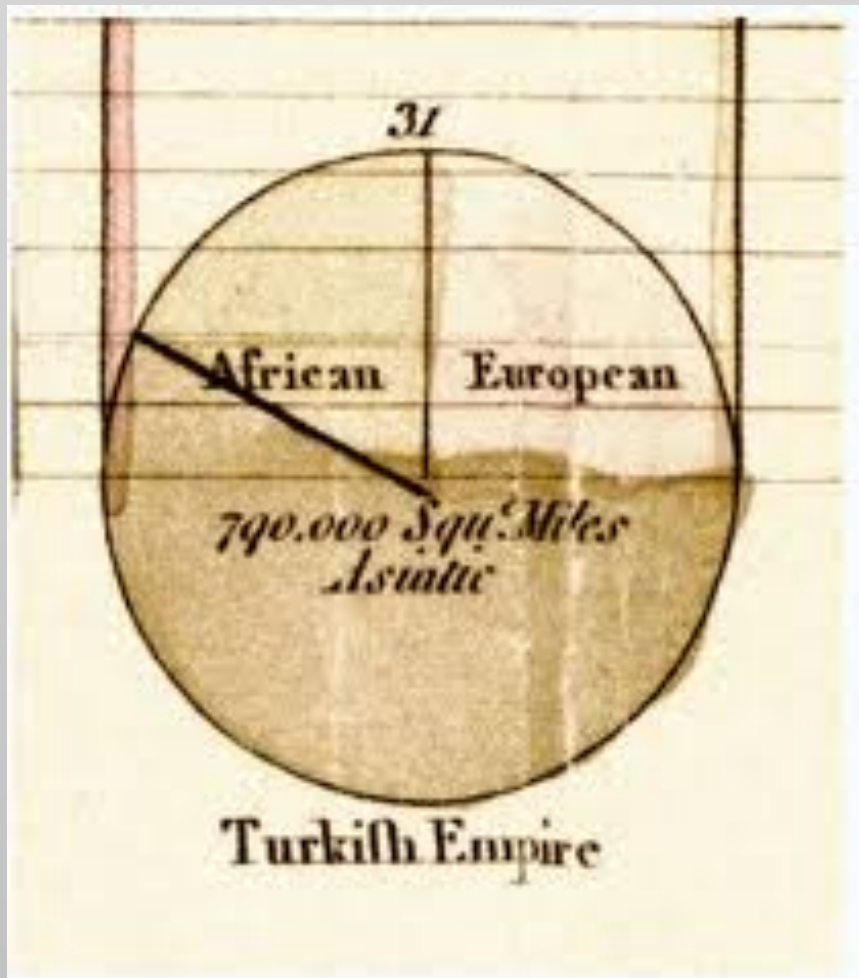 31
African European
790.000 Squ. Miles
Asiatic
Turkiſh Empire